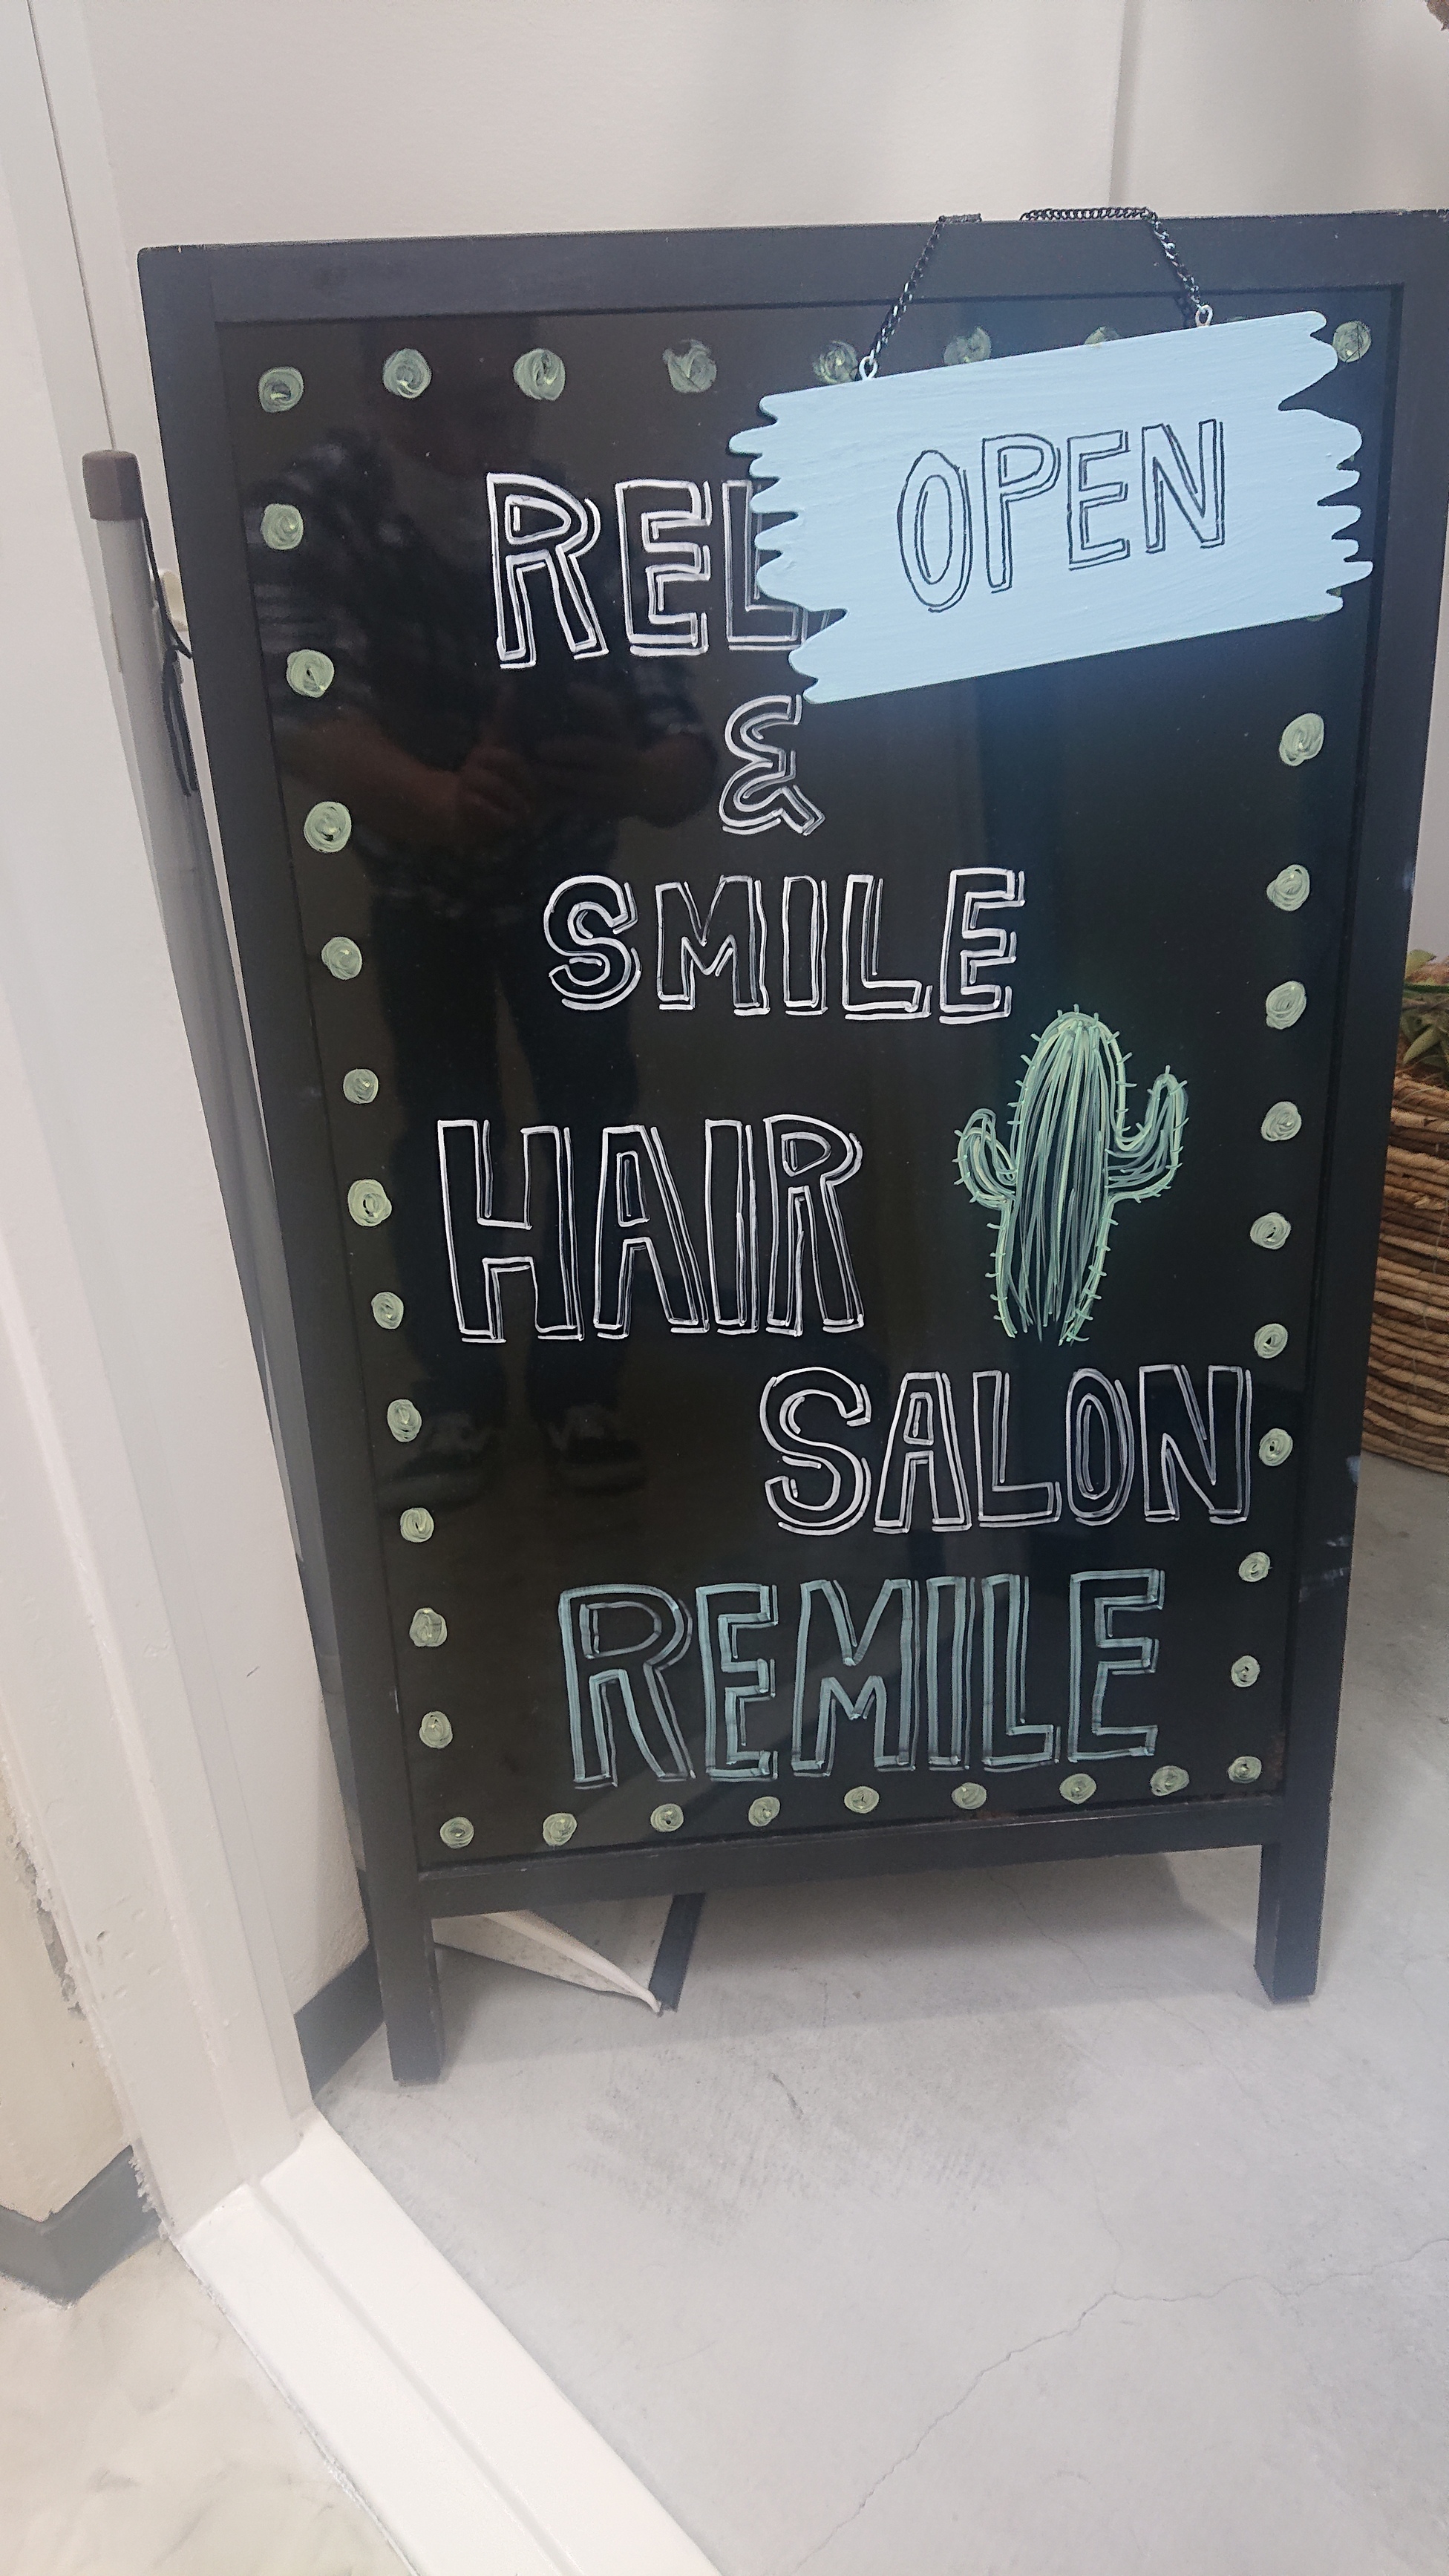 OPEN
REL
&
SMILE
HAIR
SALON
REMILE